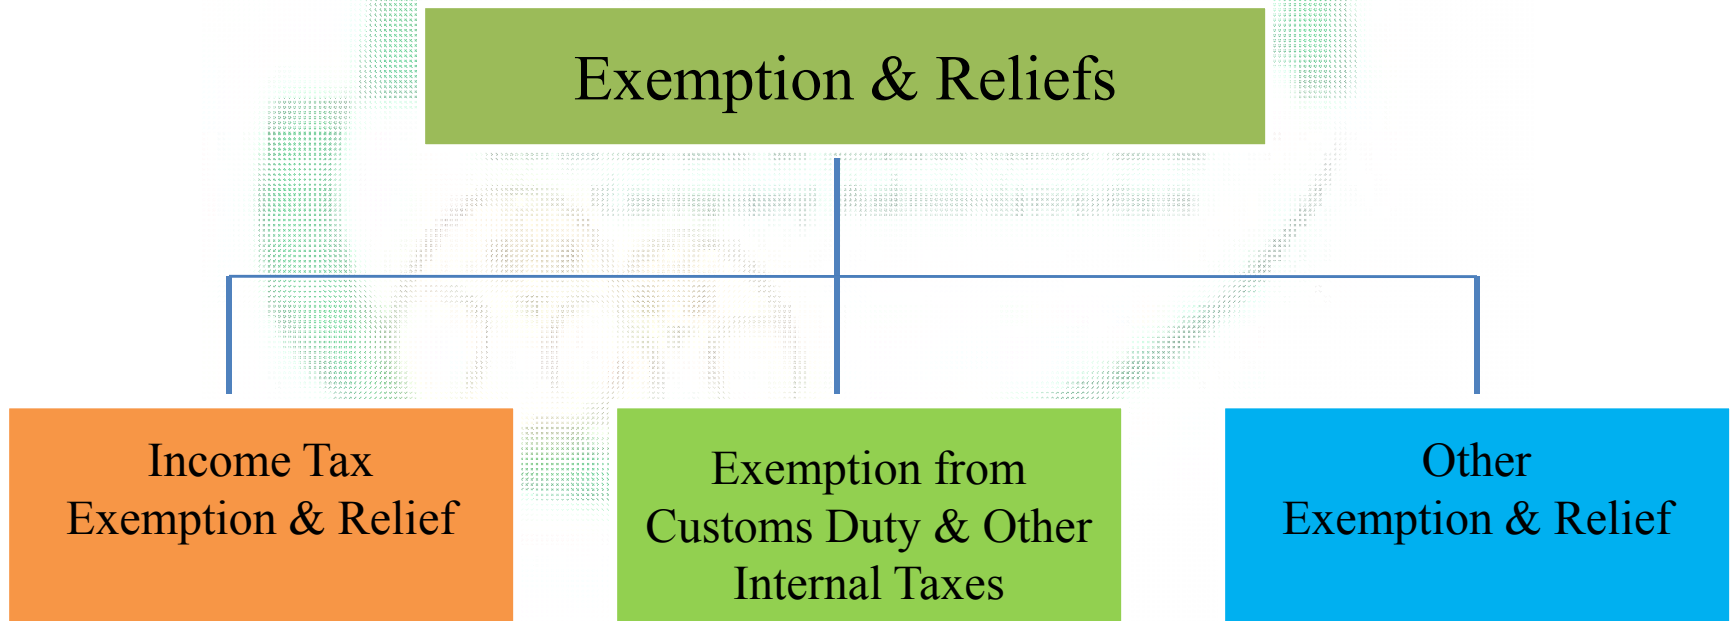 Exemption & Reliefs
Income Tax
Exemption & Relief
Exemption from
Customs Duty & Other
Internal Taxes
Other
Exemption & Relief